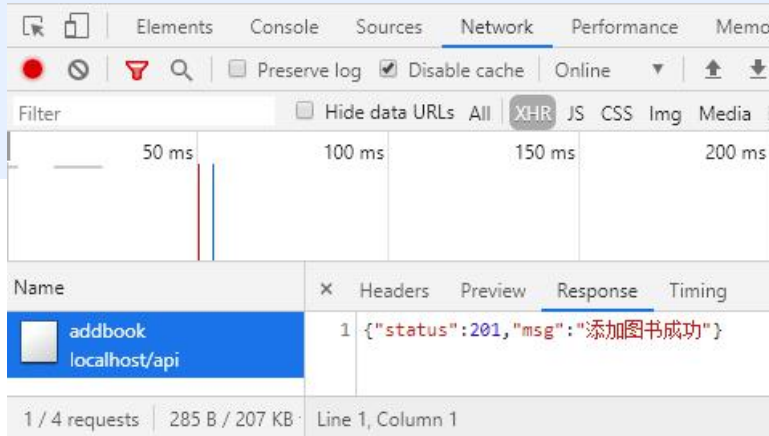 Elements Console Sources Network Performance Memo
Preserve log Disable cache Online
Filter Hide data URLs All XHR JS CSS Img Media
50 ms 100 ms 150 ms 200 ms
Name × Headers Preview Response Timing
addbook
localhost/api
1 {"status":201,"msg":"添加图书成功"}
1 / 4 requests 285 B / 207 KB Line 1, Column 1